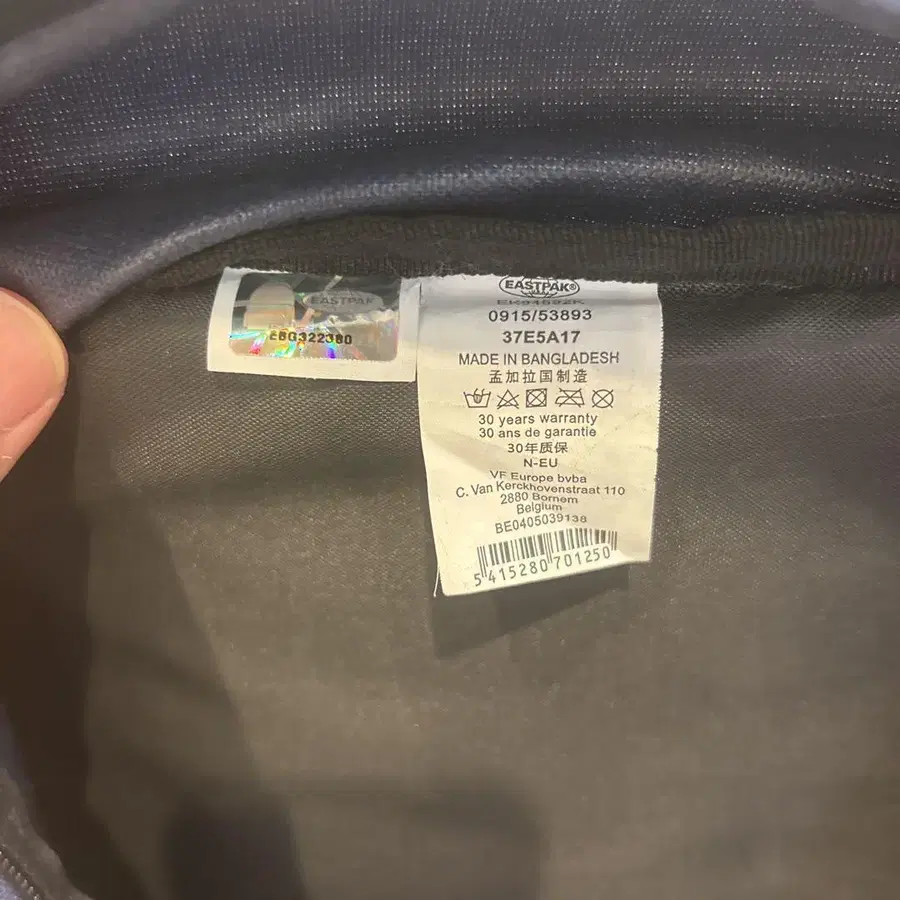 EASTPAK
EBG322380
EASTPAK®
0915/53893
37E5A17
MADE IN BANGLADESH
孟加拉国制造
30 years warranty
30 ans de garantie
30年质保
N-EU
VF Europe bvba
C. Van Kerckhovenstraat 110
2880 Bornem
Belgium
BE0405039138
5 415280 701250